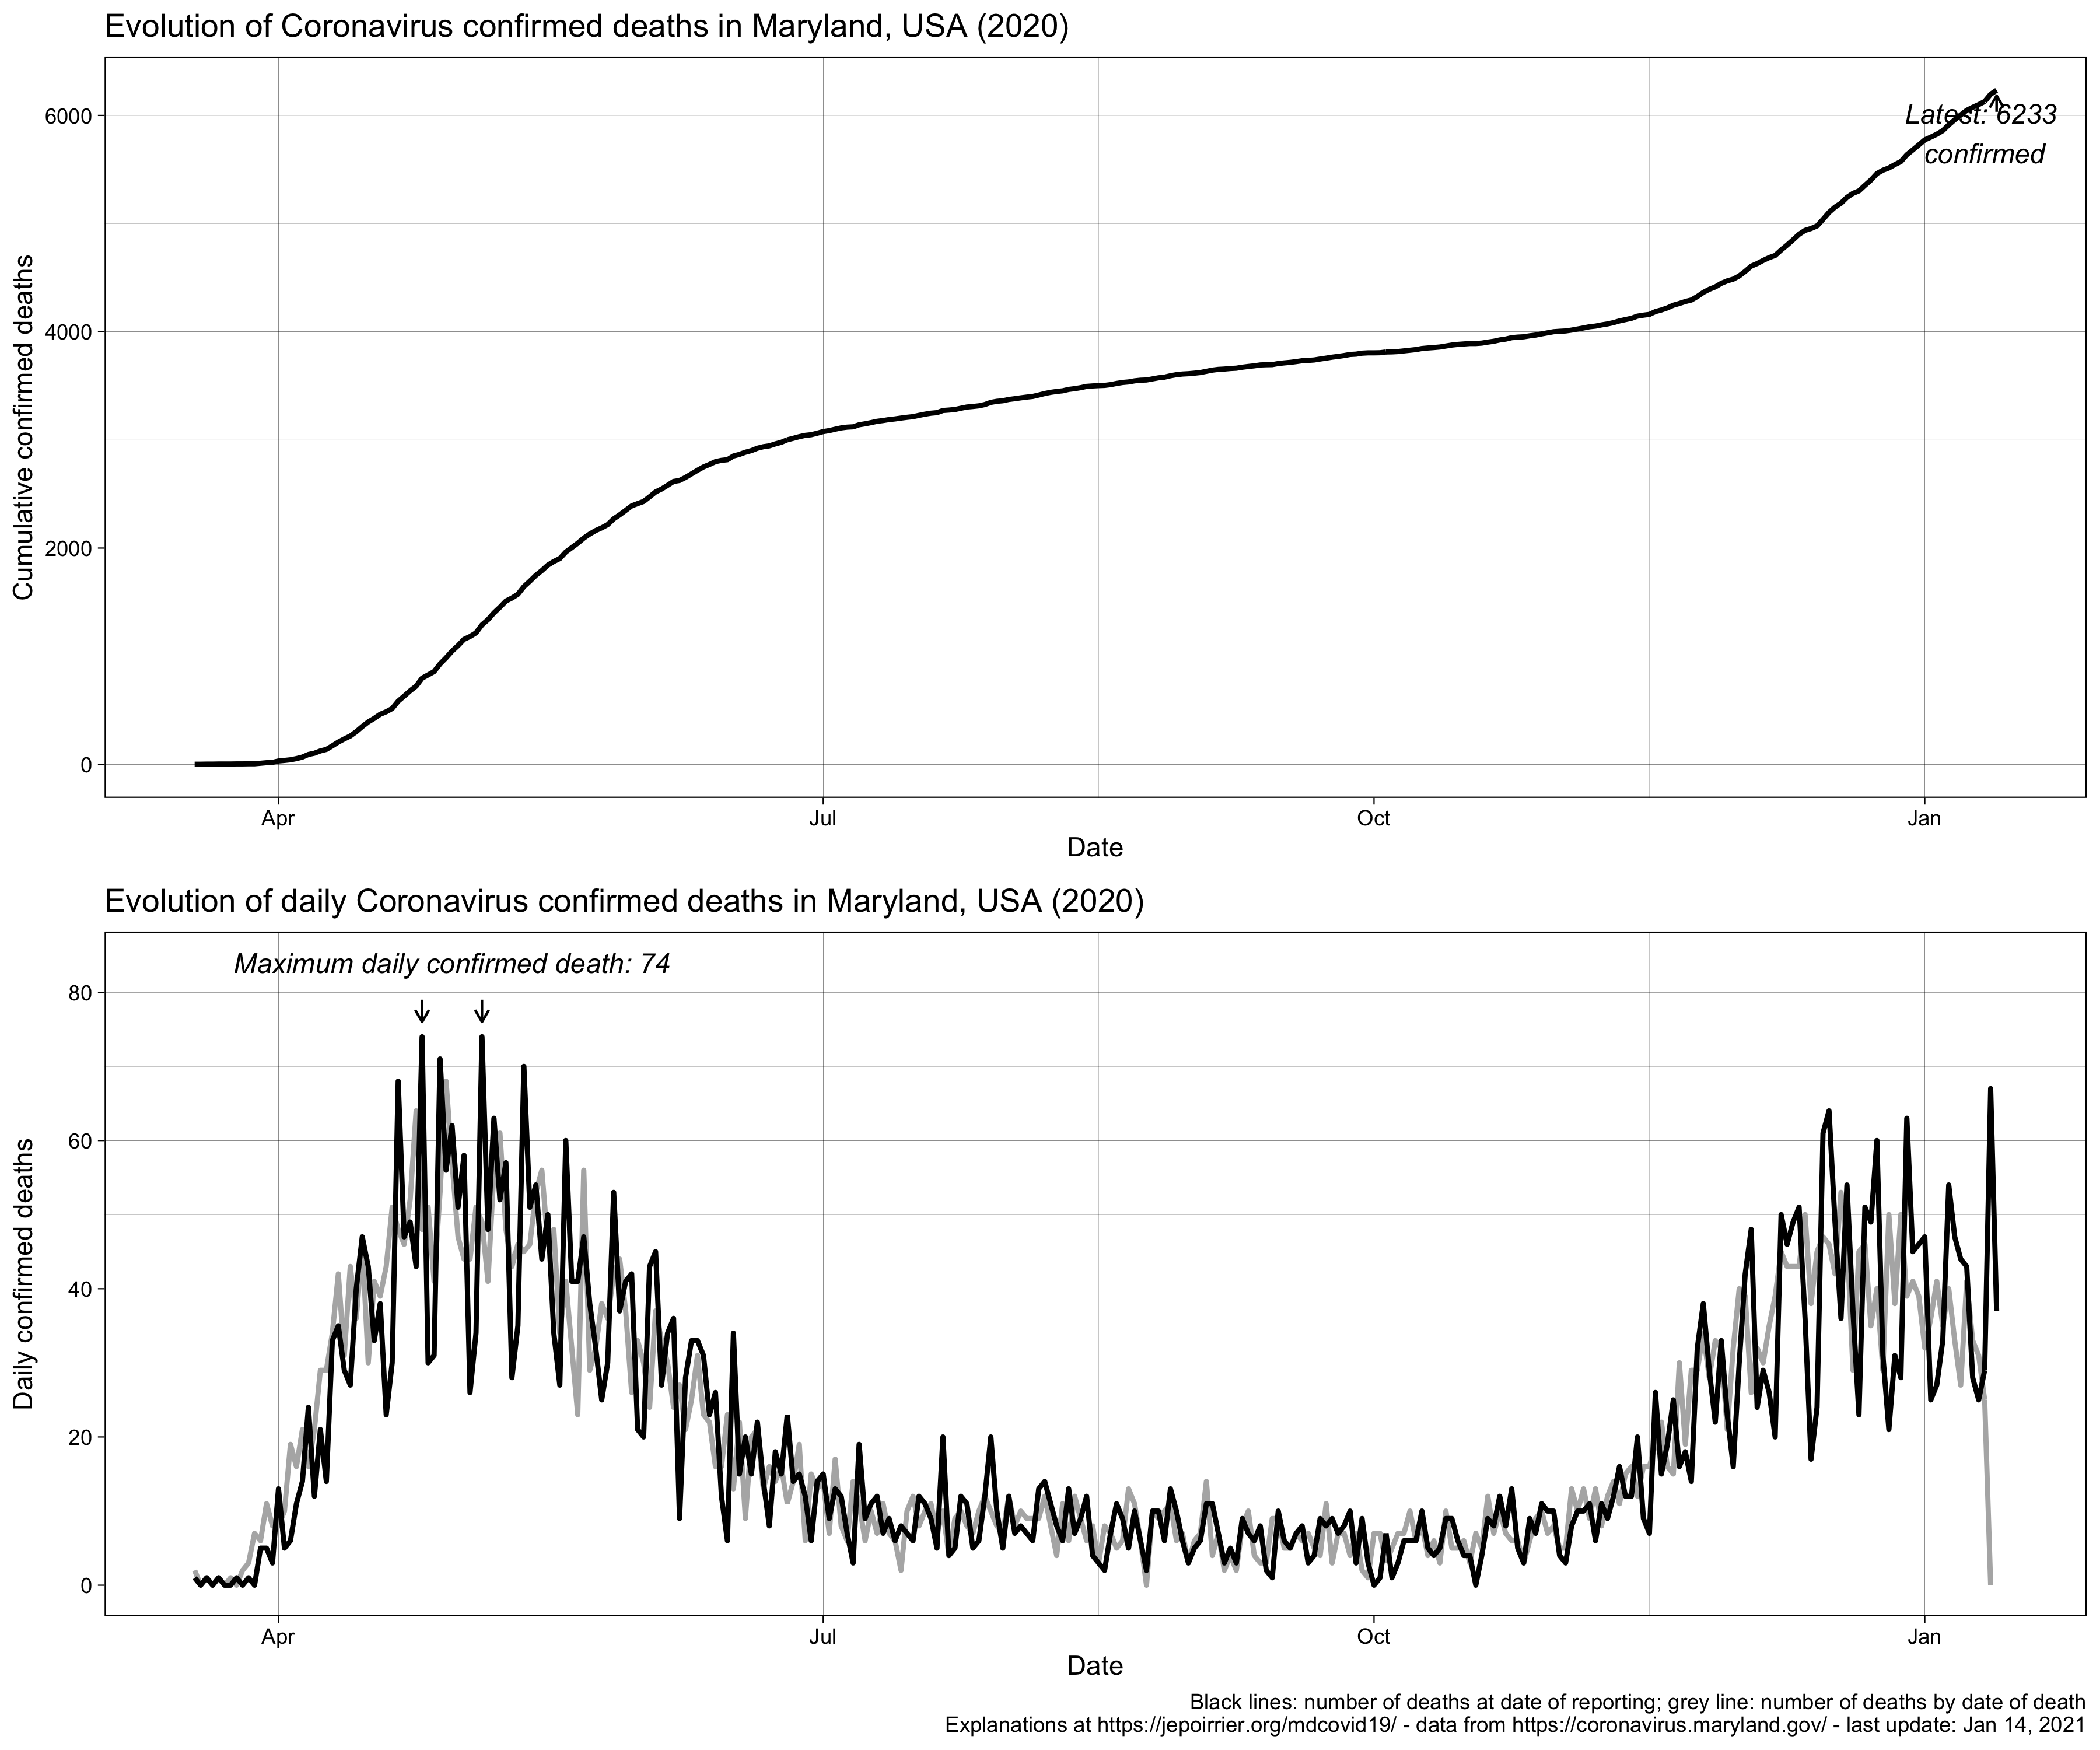 Evolution of Coronavirus confirmed deaths in Maryland, USA (2020)
Cumulative confirmed deaths
6000
4000
2000
0
Latest: 6233
confirmed
Apr
Jul
Oct
Jan
Date
Evolution of daily Coronavirus confirmed deaths in Maryland, USA (2020)
Daily confirmed deaths
Maximum daily confirmed death: 74
80
60
40
20
0
Apr
Jul
Oct
Jan
Date
Black lines: number of deaths at date of reporting; grey line: number of deaths by date of death
Explanations at https://jepoirrier.org/mdcovid19/ - data from https://coronavirus.maryland.gov/ - last update: Jan 14, 2021